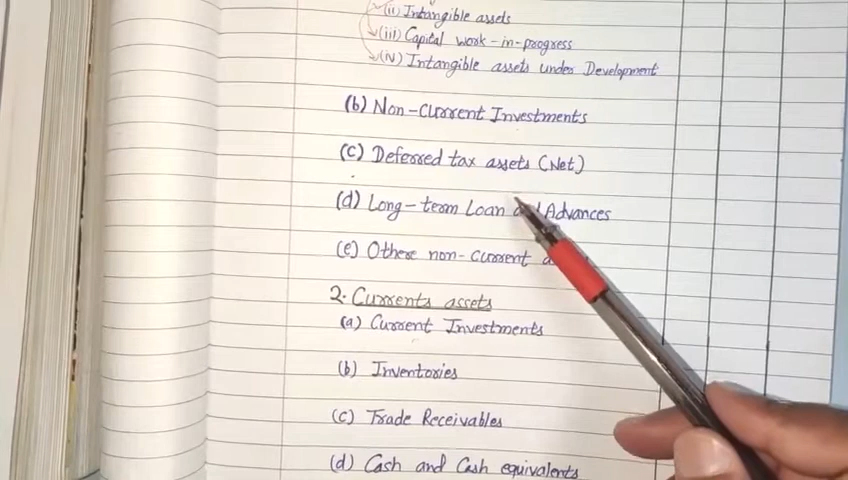 (ii) Intangible assets
(iii) Capital work-in-progress
(iv) Intangible assets under Development
(b) Non-Current Investments
(c) Deferred tax assets (Net)
(d) Long-term Loan Advances
(e) Othere non-current
2. Currents assets
(a) Current Investments
(b) Inventories
(c) Trade Receivables
(d) Cash and Cash equivalents